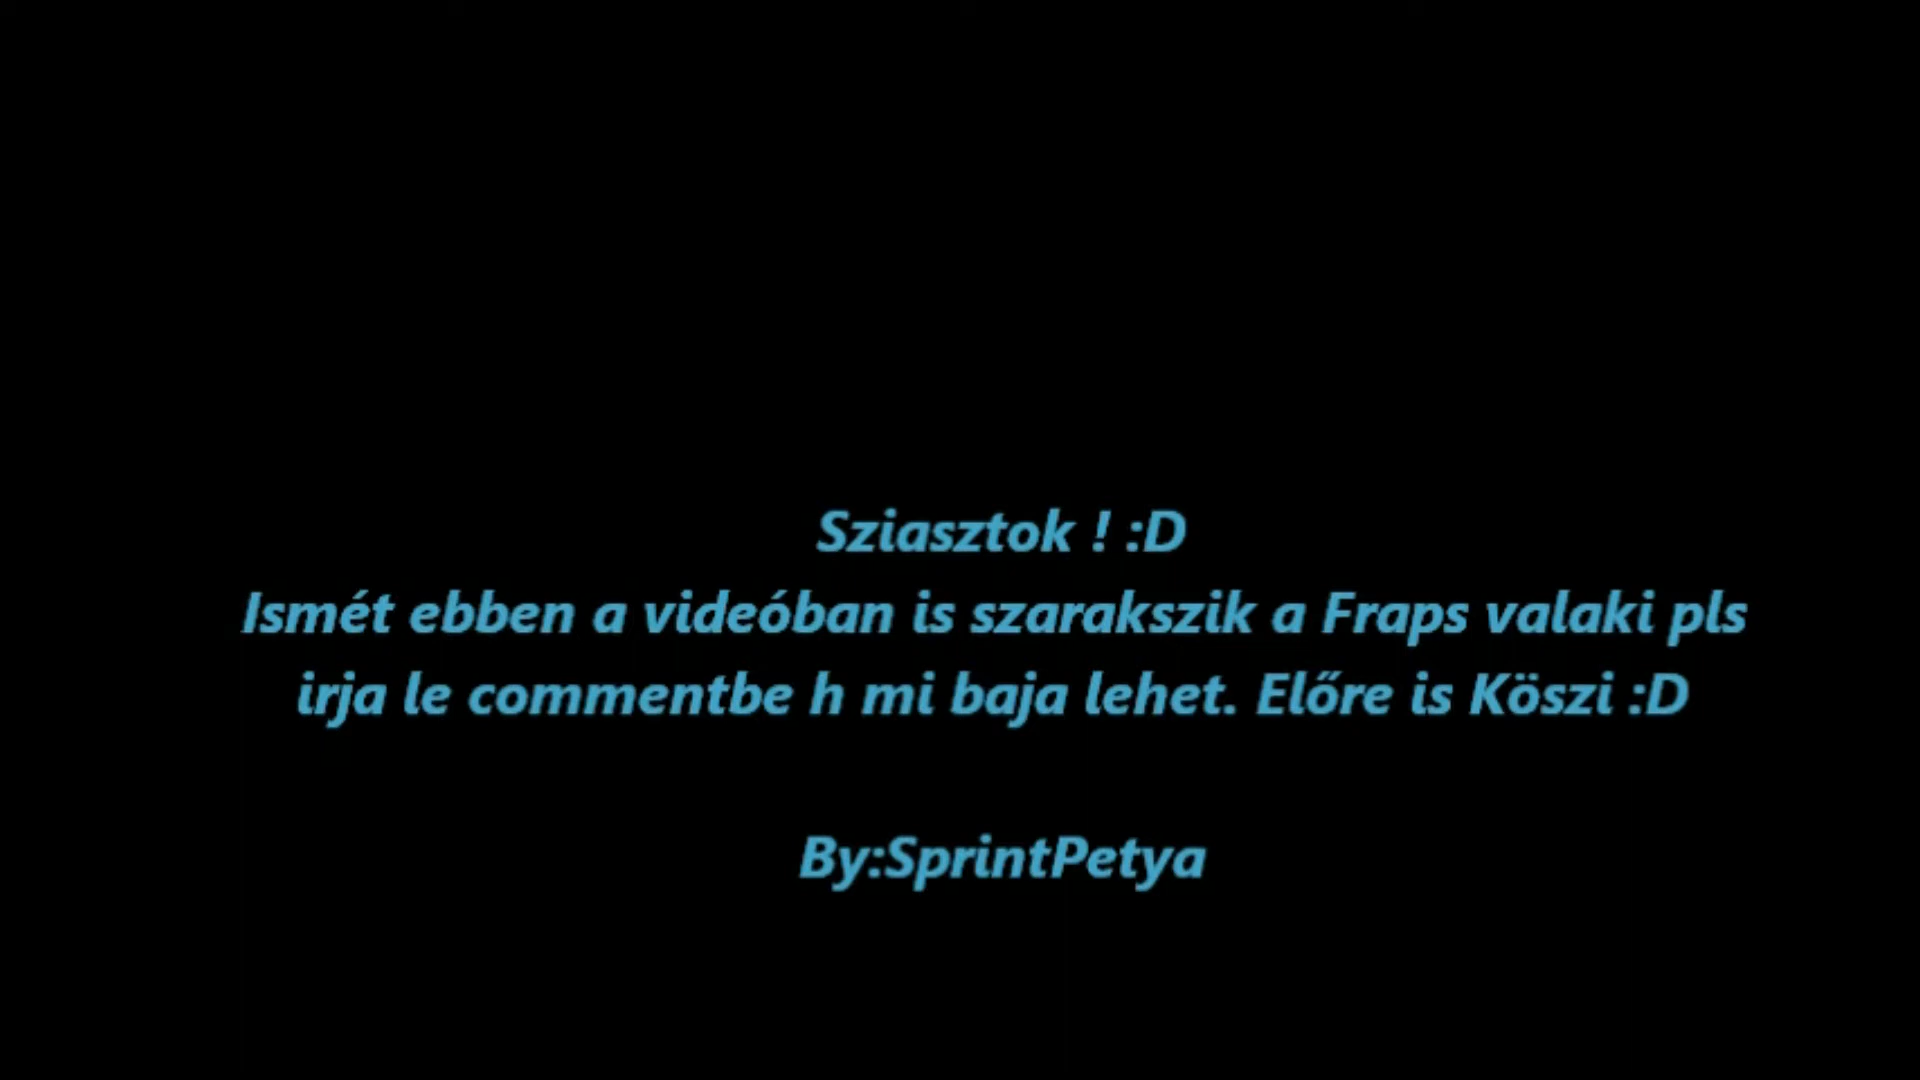 Sziasztok ! :D
Ismét ebben a videóban is szarakszik a Fraps valaki pls
irja le commentbe h mi baja lehet. Előre is Köszi :D
By:SprintPetya